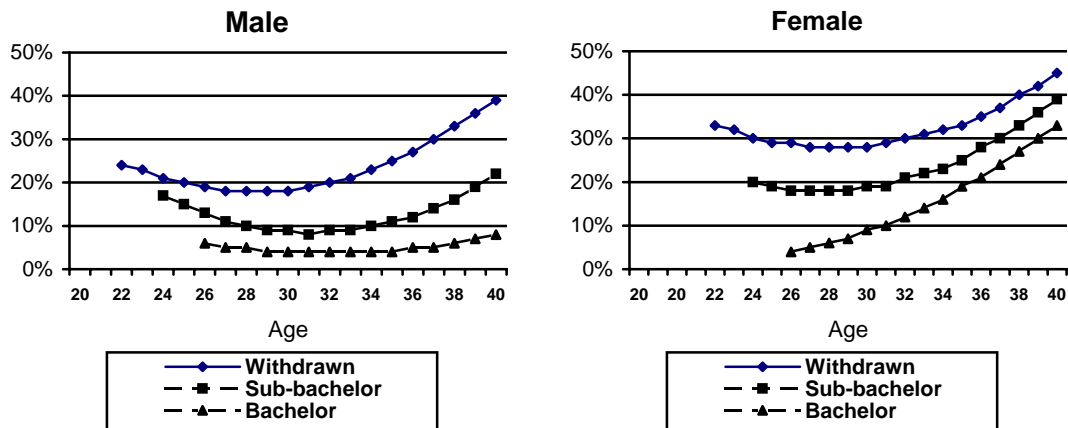 Male
50%
40%
30%
20%
10%
0%
20 22 24 26 28 30 32 34 36 38 40
Age
Withdrawn
Sub-bachelor
Bachelor
Female
50%
40%
30%
20%
10%
0%
20 20 22 24 26 28 30 32 34 36 38 40
Age
Withdrawn
Sub-bachelor
Bachelor